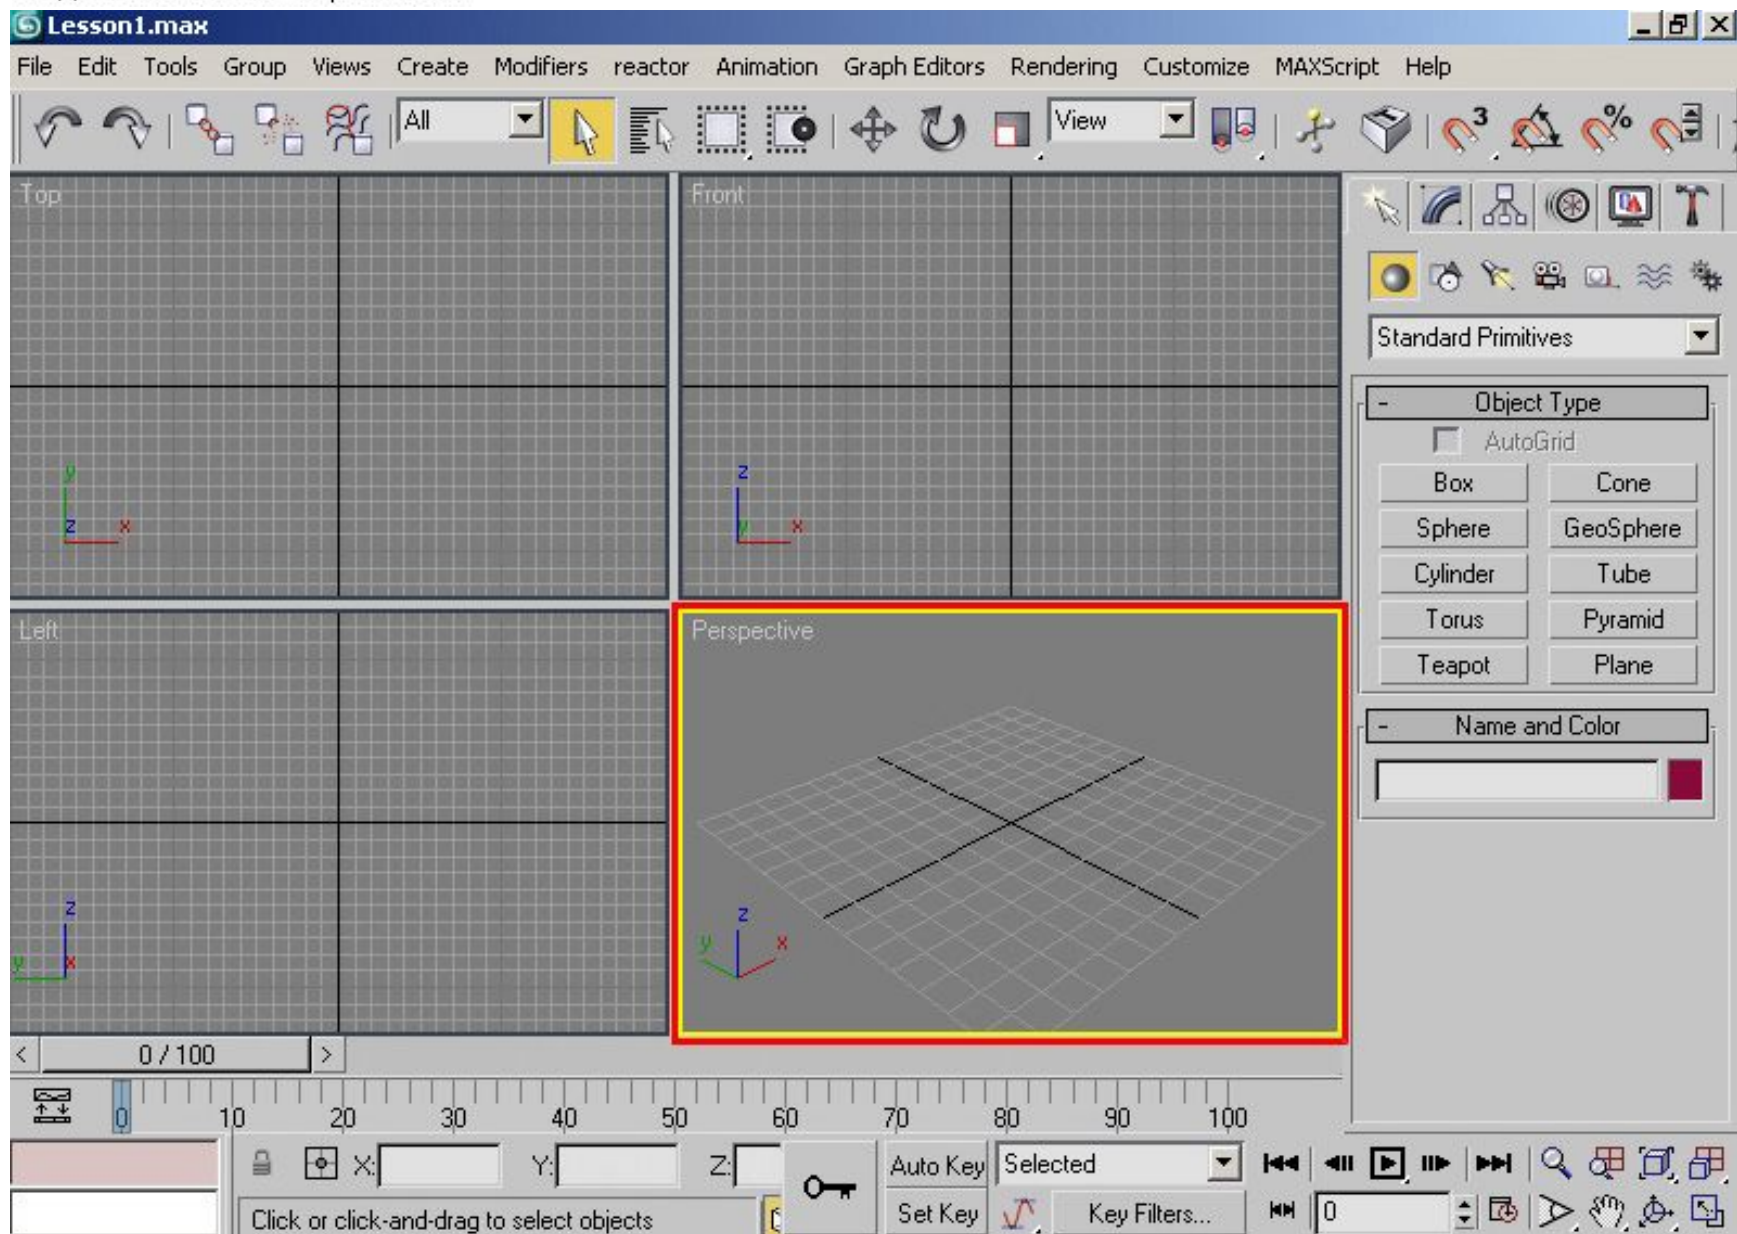 Lesson1.max
File Edit Tools Group Views Create Modifiers reactor Animation Graph Editors Rendering Customize MAXScript Help
All View 3 %
Top Front
Standard Primitives
- Object Type
AutoGrid
Box Cone
Sphere GeoSphere
Cylinder Tube
Torus Pyramid
Teapot Plane
y z x
z y x
Left Perspective
- Name and Color
z y x
z y x
< 0 / 100 >
0 10 20 30 40 50 60 70 80 90 100
X: Y: Z: Auto Key Selected
Click or click-and-drag to select objects Set Key Key Filters... 0